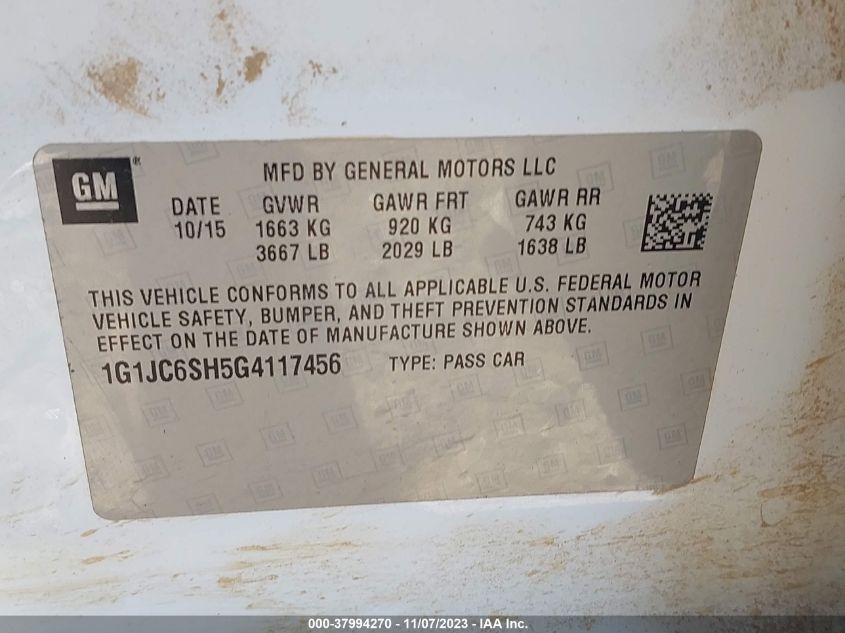 GM®
MFD BY GENERAL MOTORS LLC
DATE GVWR GAWR FRT GAWR RR
10/15 1663 KG 920 KG 743 KG
3667 LB 2029 LB 1638 LB
THIS VEHICLE CONFORMS TO ALL APPLICABLE U.S. FEDERAL MOTOR
VEHICLE SAFETY, BUMPER, AND THEFT PREVENTION STANDARDS IN
EFFECT ON THE DATE OF MANUFACTURE SHOWN ABOVE.
1G1JC6SH5G4117456 TYPE: PASS CAR
000-37994270 - 11/07/2023 - IAA Inc.